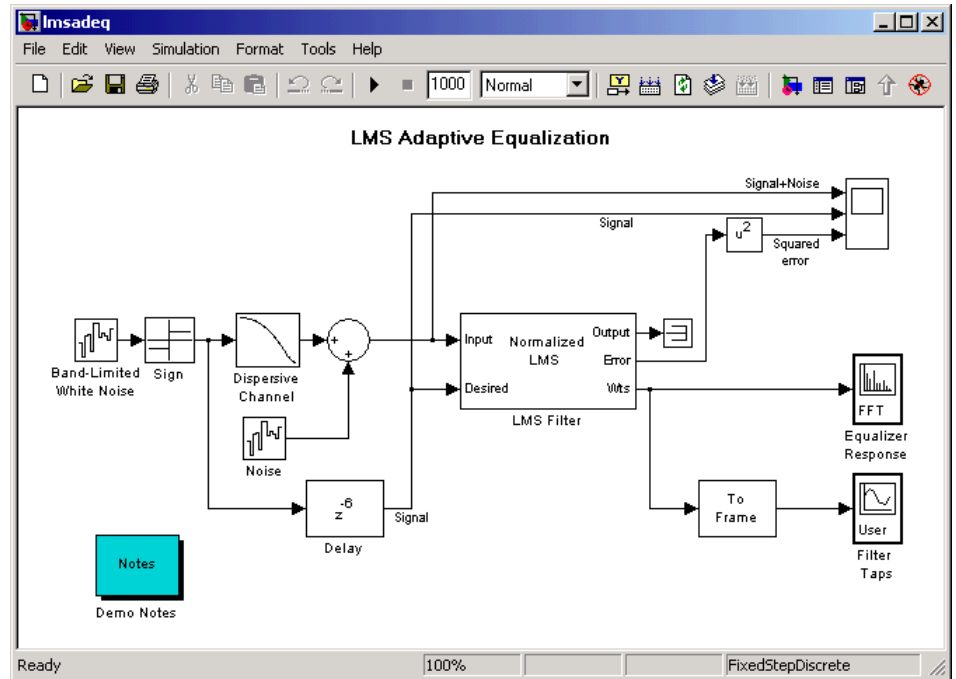 lmsadeq
File Edit View Simulation Format Tools Help
1000 Normal
LMS Adaptive Equalization
Signal+Noise
Signal
u2
Squared
error
Band-Limited
White Noise
Sign
Dispersive
Channel
+
+
Noise
Input
Desired
Normalized
LMS
Output
Error
Wts
LMS Filter
FFT
Equalizer
Response
z-6
Delay
Signal
To
Frame
User
Filter
Taps
Notes
Demo Notes
Ready 100% FixedStepDiscrete